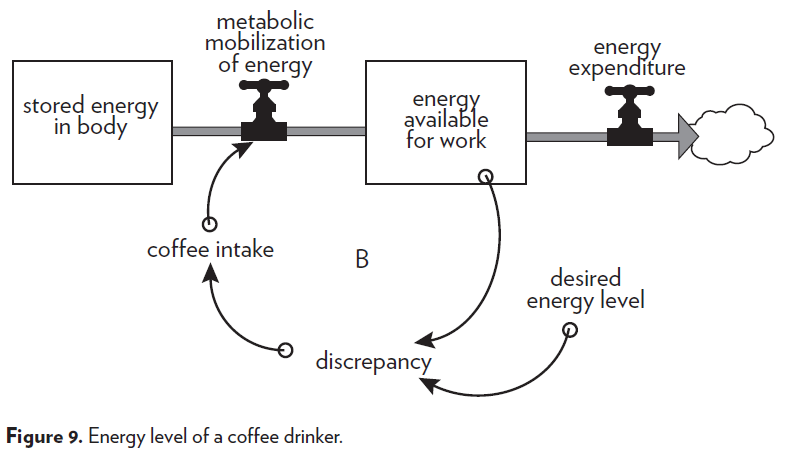 metabolic
mobilization
of energy
energy
expenditure
stored energy
in body
energy
available
for work
coffee intake
B
desired
energy level
discrepancy
Figure 9. Energy level of a coffee drinker.